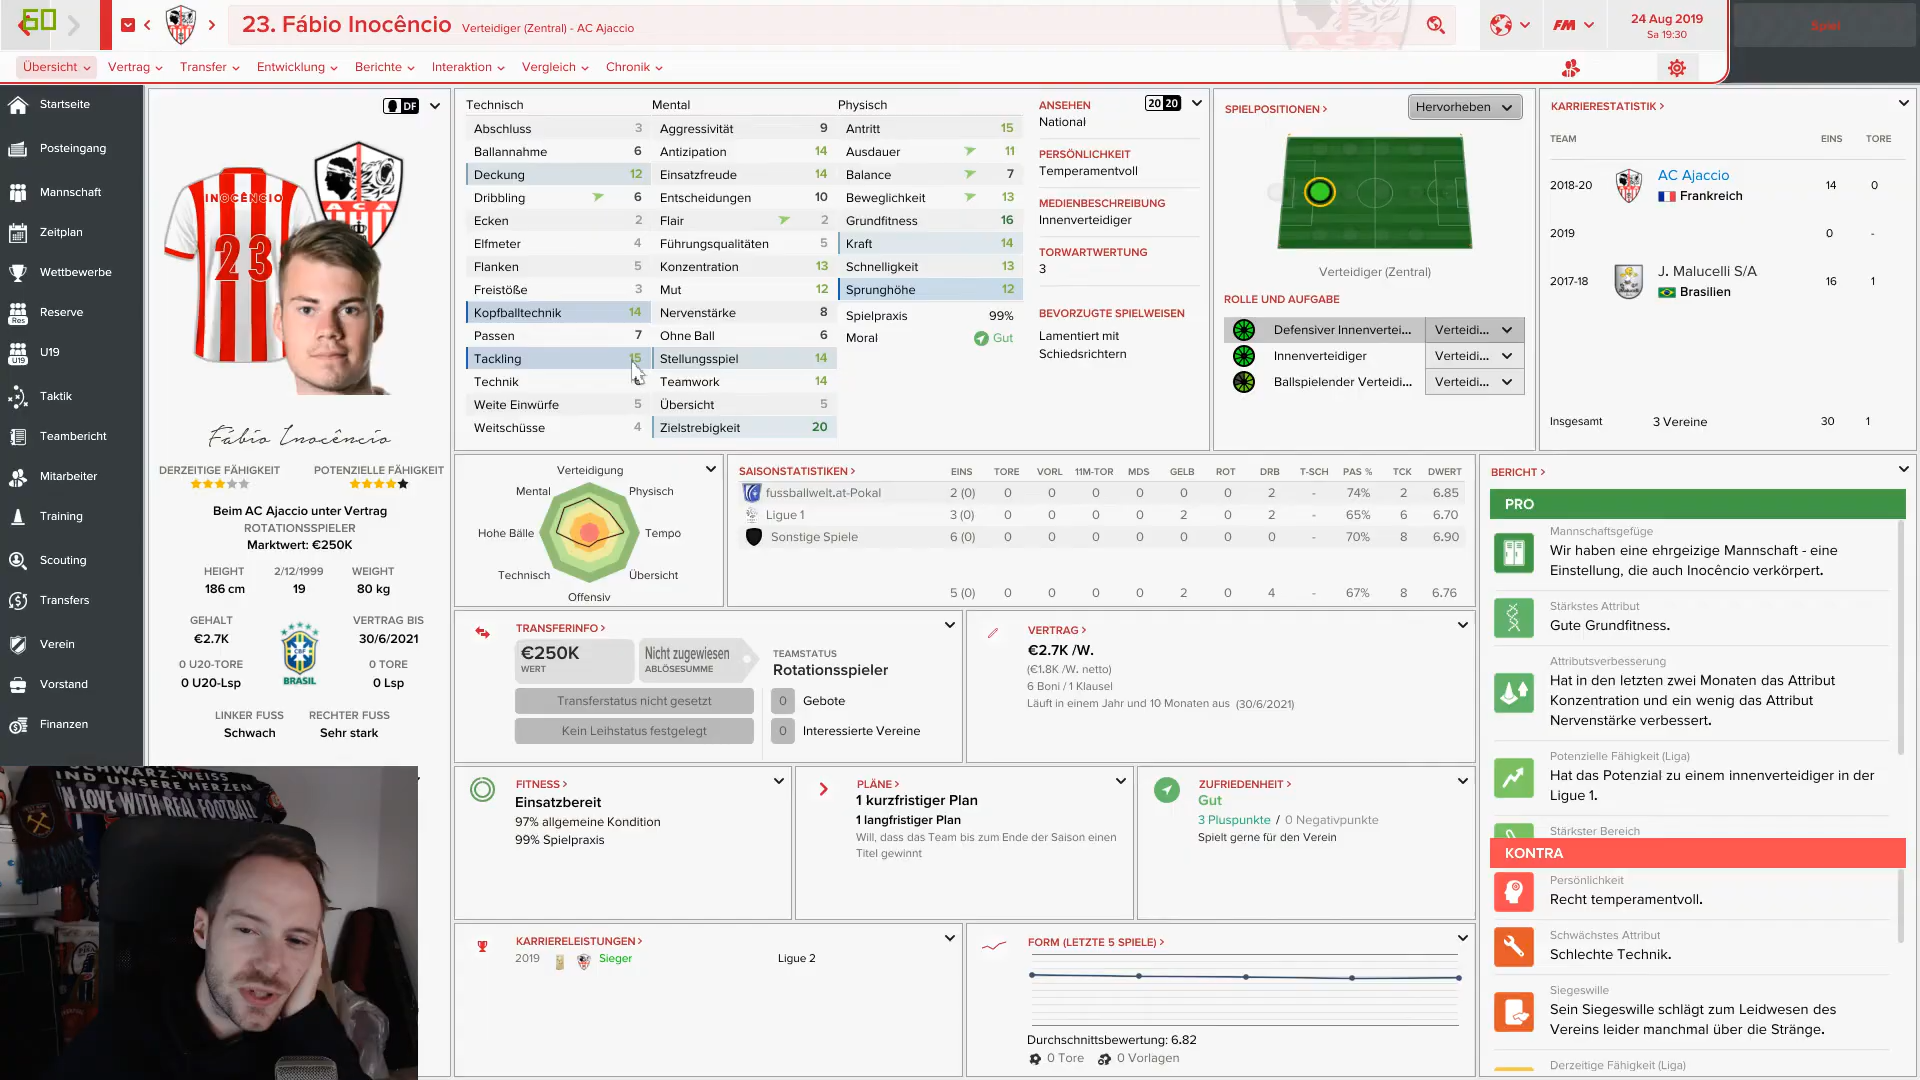 60
23. Fábio Inocêncio
Verteidiger (Zentral) - AC Ajaccio
FM
24 Aug 2019
Sa 19:30
Spiel
Übersicht
Vertrag
Transfer
Entwicklung
Berichte
Interaktion
Vergleich
Chronik
Startseite
Posteingang
Mannschaft
Zeitplan
Wettbewerbe
Reserve
U19
Taktik
Teambericht
Mitarbeiter
Training
Scouting
Transfers
Verein
Vorstand
Finanzen
DF
INOCÊNCIO
23
ACA
Fábio Inocêncio
DERZEITIGE FÄHIGKEIT
POTENZIELLE FÄHIGKEIT
Beim AC Ajaccio unter Vertrag
ROTATIONSSPIELER
Marktwert: €250K
HEIGHT 2/12/1999 WEIGHT
186 cm 19 80 kg
GEHALT VERTRAG BIS
€2.7K 30/6/2021
0 U20-TORE 0 TORE
0 U20-Lsp 0 Lsp
CBF
BRASIL
LINKER FUSS RECHTER FUSS
Schwach Sehr stark
Technisch
Abschluss 3
Ballannahme 6
Deckung 12
Dribbling 6
Ecken 2
Elfmeter 4
Flanken 5
Freistöße 3
Kopfballtechnik 14
Passen 7
Tackling 15
Technik
Weite Einwürfe 5
Weitschüsse 4
Mental
Aggressivität 9
Antizipation 14
Einsatzfreude 14
Entscheidungen 10
Flair 2
Führungsqualitäten 5
Konzentration 13
Mut 12
Nervenstärke 8
Ohne Ball 6
Stellungsspiel 14
Teamwork 14
Übersicht 5
Zielstrebigkeit 20
Physisch
Antritt 15
Ausdauer 11
Balance 7
Beweglichkeit 13
Grundfitness 16
Kraft 14
Schnelligkeit 13
Sprunghöhe 12
Spielpraxis 99%
Moral Gut
ANSEHEN
20 20
National
PERSÖNLICHKEIT
Temperamentvoll
MEDIENBESCHREIBUNG
Innenverteidiger
TORWARTWERTUNG
3
BEVORZUGTE SPIELWEISEN
Lamentiert mit
Schiedsrichtern
SPIELPOSITIONEN >
Hervorheben
Verteidiger (Zentral)
ROLLE UND AUFGABE
Defensiver Innenvertei... Verteidi...
Innenverteidiger Verteidi...
Ballspielender Verteidi... Verteidi...
KARRIERESTATISTIK >
TEAM EINS TORE
2018-20 AC Ajaccio 14 0
Frankreich
2019 0 -
2017-18 J. Malucelli S/A 16 1
Brasilien
Insgesamt 3 Vereine 30 1
Verteidigung
Mental
Physisch
Hohe Bälle
Tempo
Technisch
Übersicht
Offensiv
SAISONSTATISTIKEN > EINS TORE VORL 11M-TOR MDS GELB ROT DRB T-SCH PAS % TCK DWERT
fussballwelt.at-Pokal 2 (0) 0 0 0 0 0 0 2 - 74% 2 6.85
Ligue 1 3 (0) 0 0 0 0 2 0 2 - 65% 6 6.70
Sonstige Spiele 6 (0) 0 0 0 0 0 0 0 - 70% 8 6.90
5 (0) 0 0 0 0 2 0 4 - 67% 8 6.76
TRANSFERINFO >
€250K
WERT
Nicht zugewiesen
ABLÖSESUMME
TEAMSTATUS
Rotationsspieler
Transferstatus nicht gesetzt
0 Gebote
Kein Leihstatus festgelegt
0 Interessierte Vereine
VERTRAG >
€2.7K /W.
(€1.8K /W. netto)
6 Boni / 1 Klausel
Läuft in einem Jahr und 10 Monaten aus (30/6/2021)
FITNESS >
Einsatzbereit
97% allgemeine Kondition
99% Spielpraxis
PLÄNE >
1 kurzfristiger Plan
1 langfristiger Plan
Will, dass das Team bis zum Ende der Saison einen
Titel gewinnt
ZUFRIEDENHEIT >
Gut
3 Pluspunkte / 0 Negativpunkte
Spielt gerne für den Verein
KARRIERELEISTUNGEN >
2019 Sieger Ligue 2
FORM (LETZTE 5 SPIELE) >
Durchschnittsbewertung: 6.82
0 Tore 0 Vorlagen
BERICHT >
PRO
Mannschaftsgefüge
Wir haben eine ehrgeizige Mannschaft - eine
Einstellung, die auch Inocêncio verkörpert.
Stärkstes Attribut
Gute Grundfitness.
Attributsverbesserung
Hat in den letzten zwei Monaten das Attribut
Konzentration und ein wenig das Attribut
Nervenstärke verbessert.
Potenzielle Fähigkeit (Liga)
Hat das Potenzial zu einem innenverteidiger in der
Ligue 1.
Stärkster Bereich
KONTRA
Persönlichkeit
Recht temperamentvoll.
Schwächstes Attribut
Schlechte Technik.
Siegeswille
Sein Siegeswille schlägt zum Leidwesen des
Vereins leider manchmal über die Stränge.
Derzeitige Fähigkeit (Liga)
SCHWARZ-WEISS
IND UNSERE HERZEN
IN LOVE WITH REAL FOOTBALL